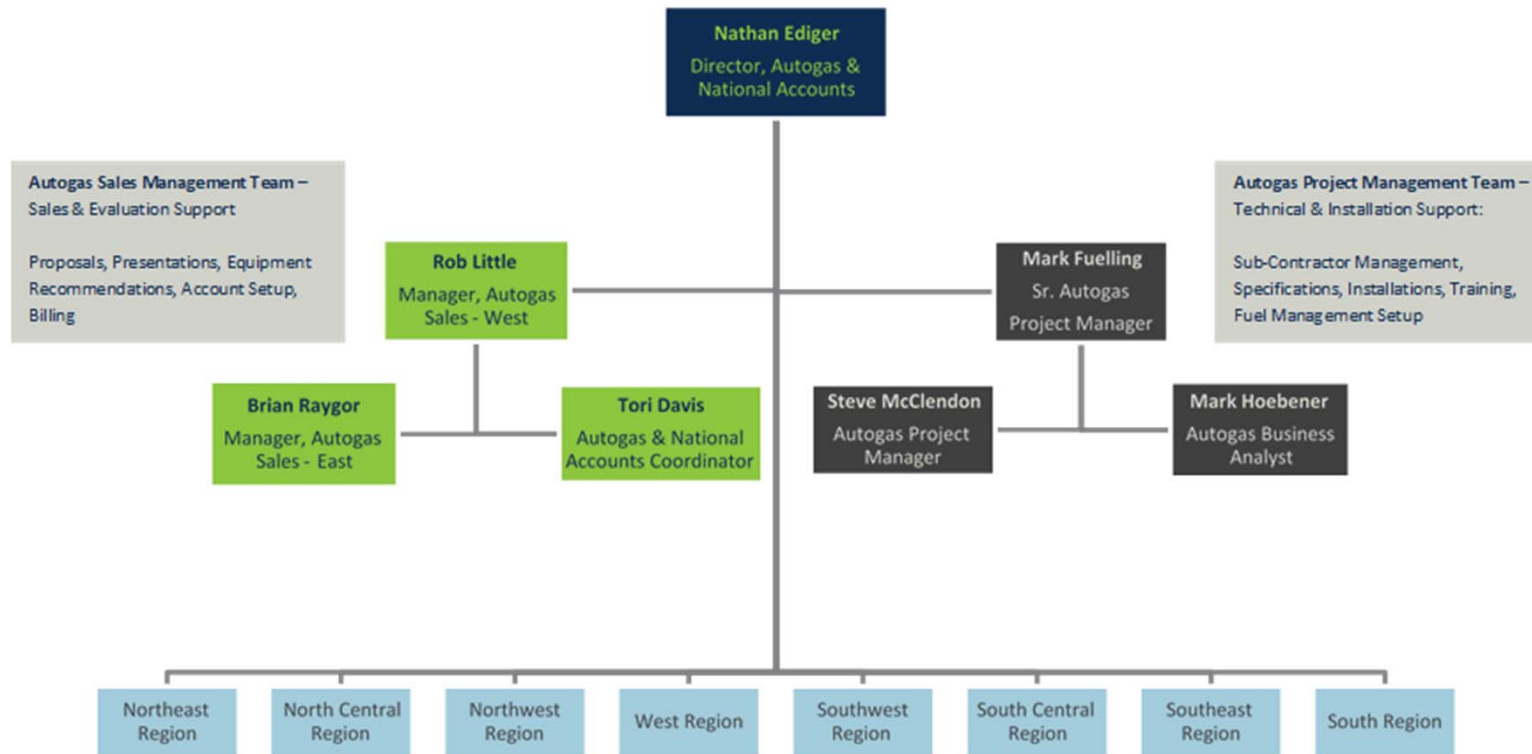 Nathan Ediger
Director, Autogas &
National Accounts
Autogas Sales Management Team –
Sales & Evaluation Support
Proposals, Presentations, Equipment
Recommendations, Account Setup,
Billing
Autogas Project Management Team –
Technical & Installation Support:
Sub-Contractor Management,
Specifications, Installations, Training,
Fuel Management Setup
Rob Little
Manager, Autogas
Sales - West
Mark Fuelling
Sr. Autogas
Project Manager
Brian Raygor
Manager, Autogas
Sales - East
Tori Davis
Autogas & National
Accounts Coordinator
Steve McClendon
Autogas Project
Manager
Mark Hoebener
Autogas Business
Analyst
Northeast
Region
North Central
Region
Northwest
Region
West Region
Southwest
Region
South Central
Region
Southeast
Region
South Region